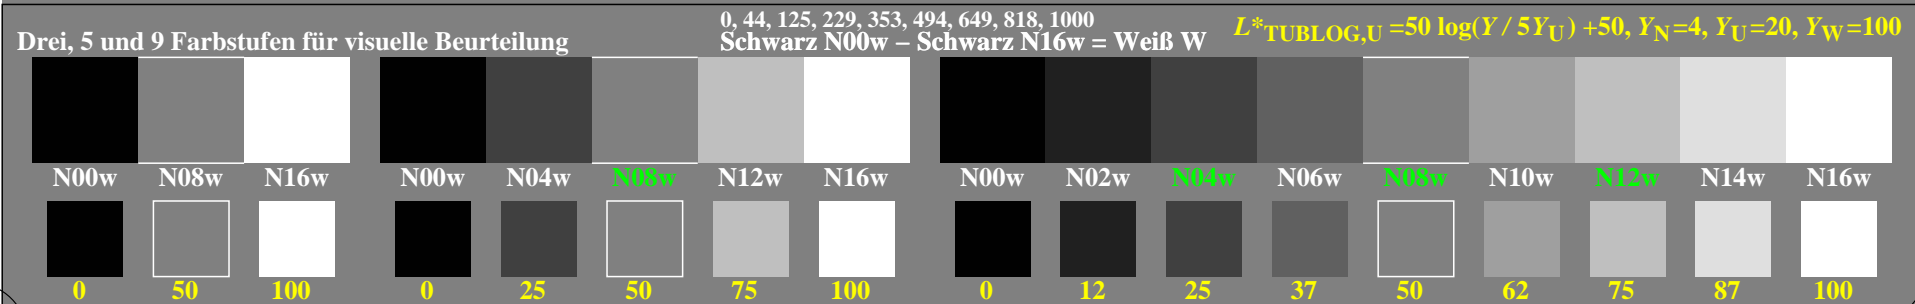 Drei, 5 und 9 Farbstufen für visuelle Beurteilung
0, 44, 125, 229, 353, 494, 649, 818, 1000
Schwarz N00w – Schwarz N16w = Weiß W
L*TUBLOG,U =50 log(Y / 5YU) +50, YN=4, YU=20, YW=100
N00w N08w N16w N00w N04w N08w N12w N16w N00w N02w N04w N06w N08w N10w N12w N14w N16w
0 50 100 0 25 50 75 100 0 12 25 37 50 62 75 87 100